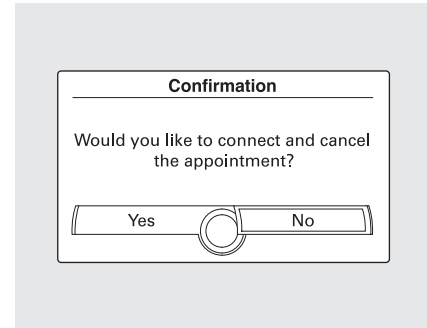 Confirmation
Would you like to connect and cancel
the appointment?
Yes No